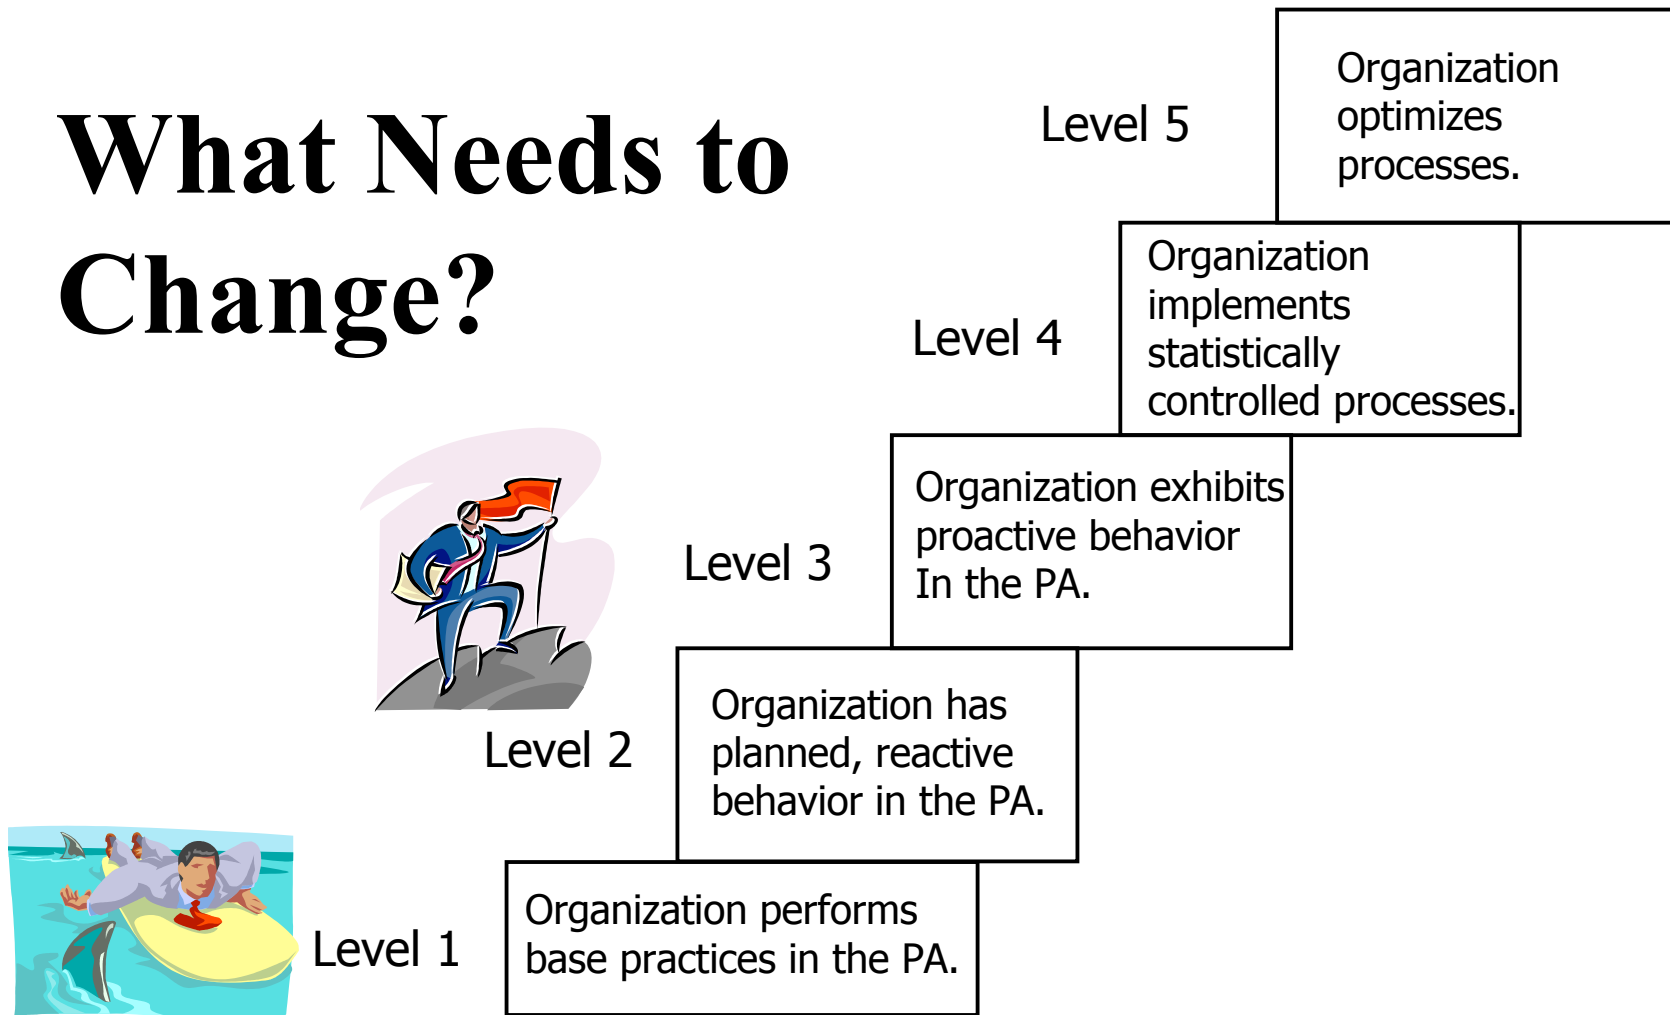 What Needs to
Change?
Level 5
Organization
optimizes
processes.
Level 4
Organization
implements
statistically
controlled processes.
Level 3
Organization exhibits
proactive behavior
In the PA.
Level 2
Organization has
planned, reactive
behavior in the PA.
Level 1
Organization performs
base practices in the PA.